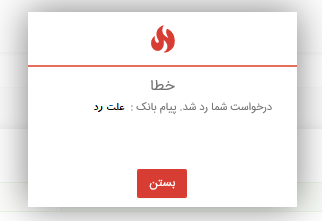 خطا
درخواست شما رد شد. پیام بانک : علت رد
بستن